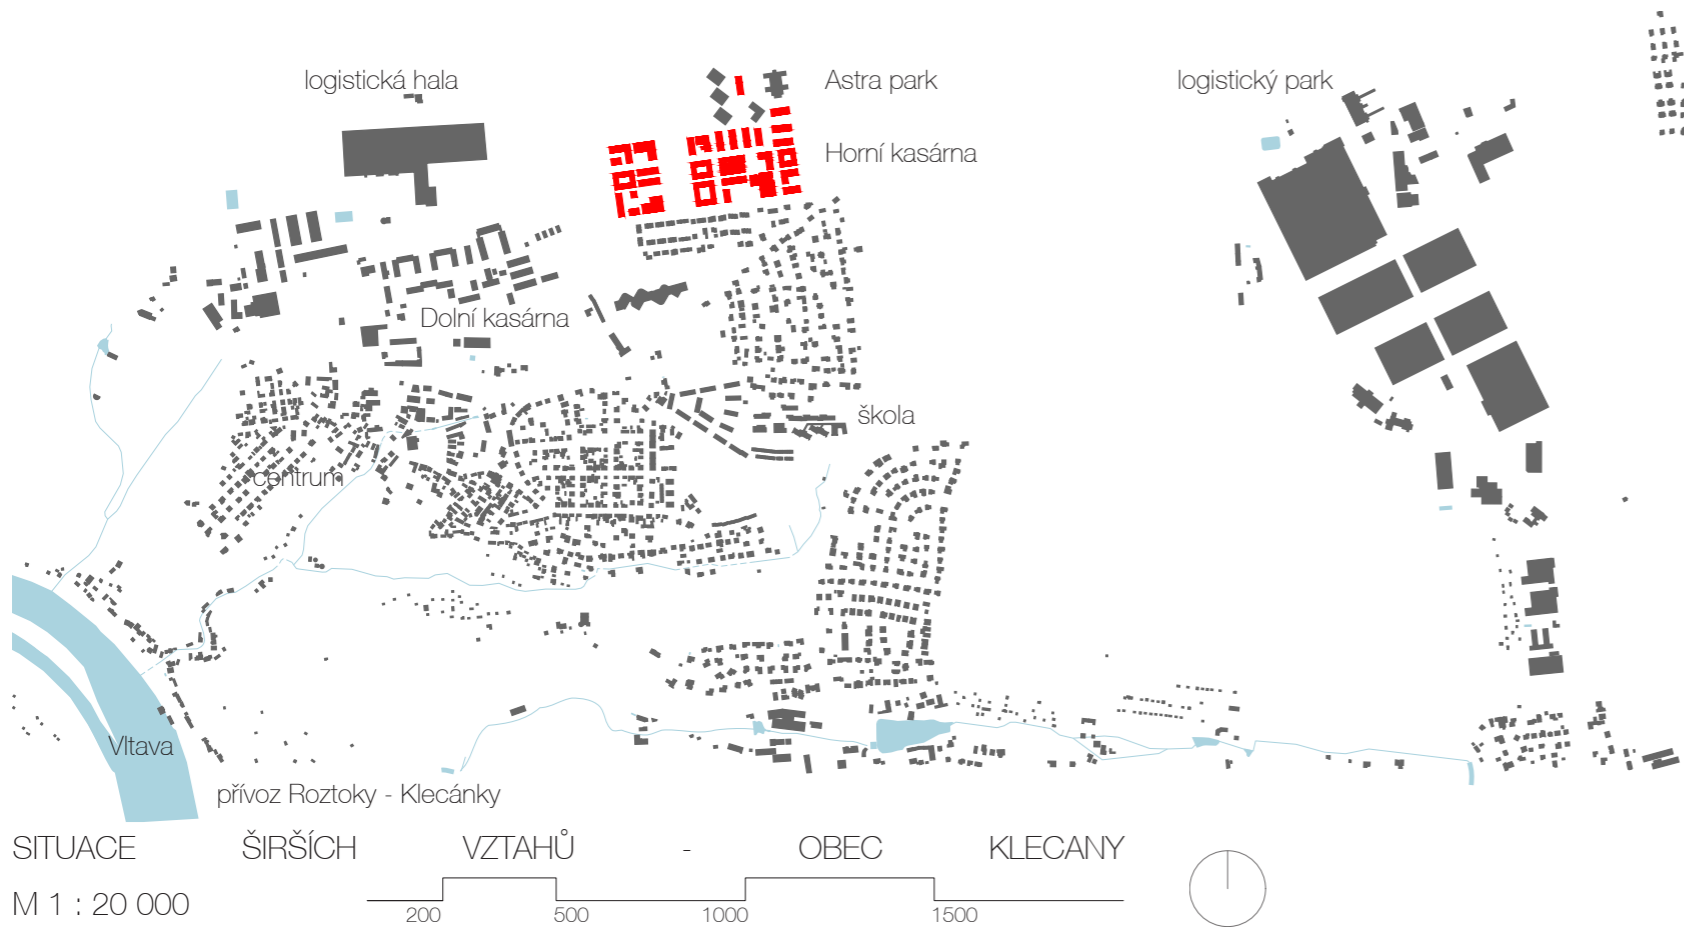 logistická hala
Astra park
logistický park
Horní kasárna
Dolní kasárna
škola
centrum
Vltava
přívoz Roztoky - Klecánky
SITUACE ŠIRŠÍCH VZTAHŮ - OBEC KLECANY
M 1 : 20 000
200 500 1000 1500